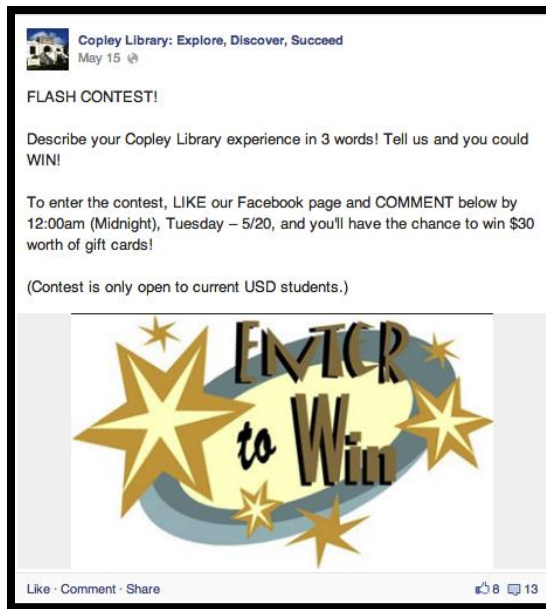 Copley Library: Explore, Discover, Succeed
May 15
FLASH CONTEST!
Describe your Copley Library experience in 3 words! Tell us and you could
WIN!
To enter the contest, LIKE our Facebook page and COMMENT below by
12:00am (Midnight), Tuesday – 5/20, and you'll have the chance to win $30
worth of gift cards!
(Contest is only open to current USD students.)
ENTER
to Win
Like · Comment · Share
8 13